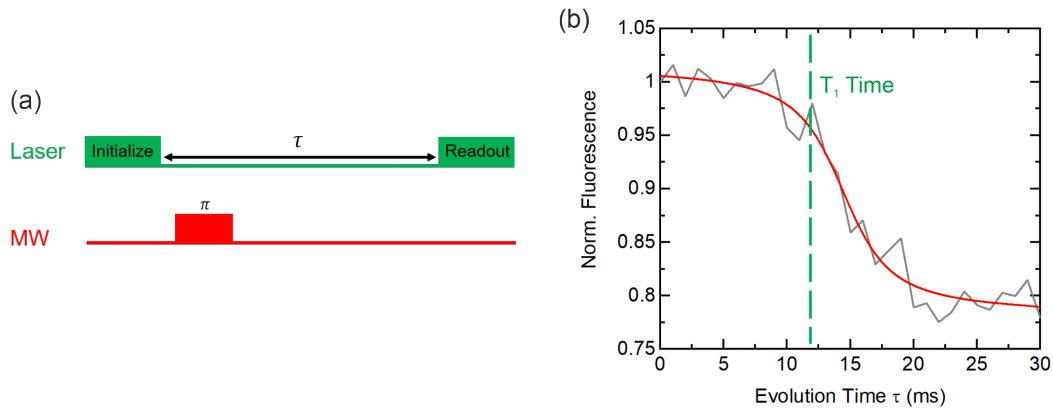 (a)
Laser
Initialize
τ
Readout
π
MW
(b)
1.05
1
0.95
0.9
0.85
0.8
0.75
Norm. Fluorescence
T₁ Time
0 5 10 15 20 25 30
Evolution Time τ (ms)